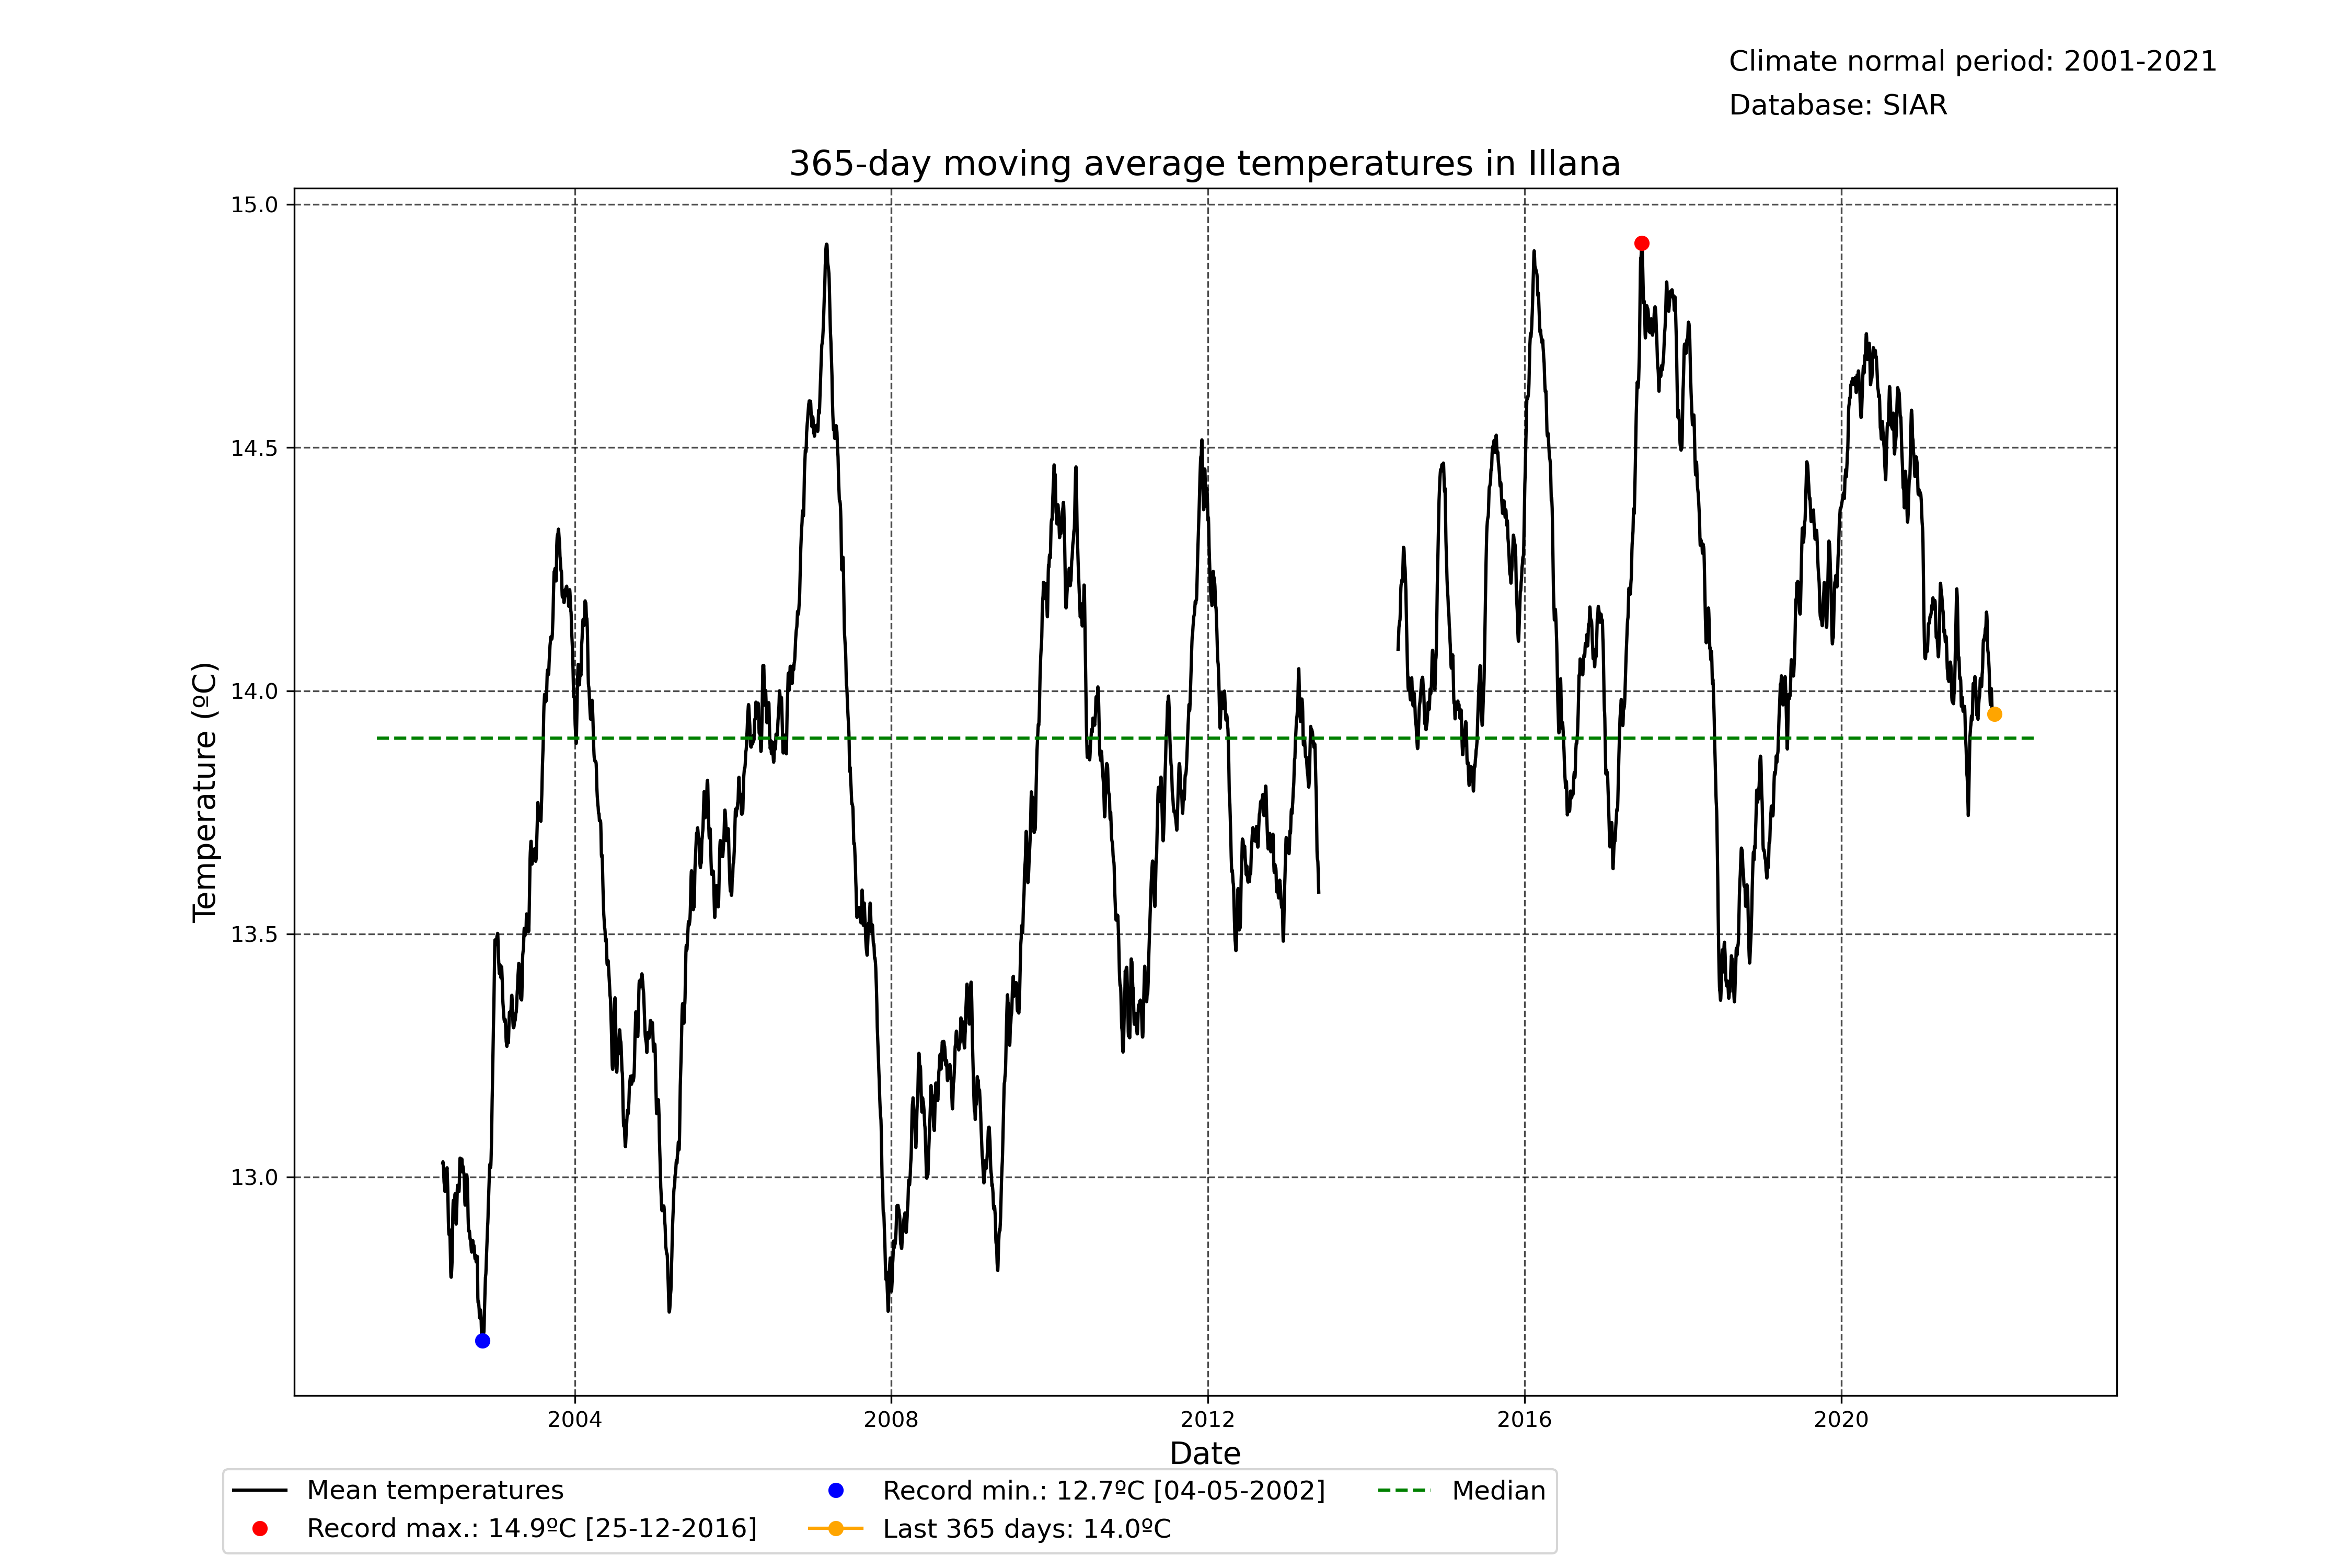 Climate normal period: 2001-2021
Database: SIAR
365-day moving average temperatures in Illana
15.0
14.5
14.0
13.5
13.0
Temperature (ºC)
2004
2008
2012
2016
2020
Date
Mean temperatures
Record max.: 14.9ºC [25-12-2016]
Record min.: 12.7ºC [04-05-2002]
Last 365 days: 14.0ºC
Median